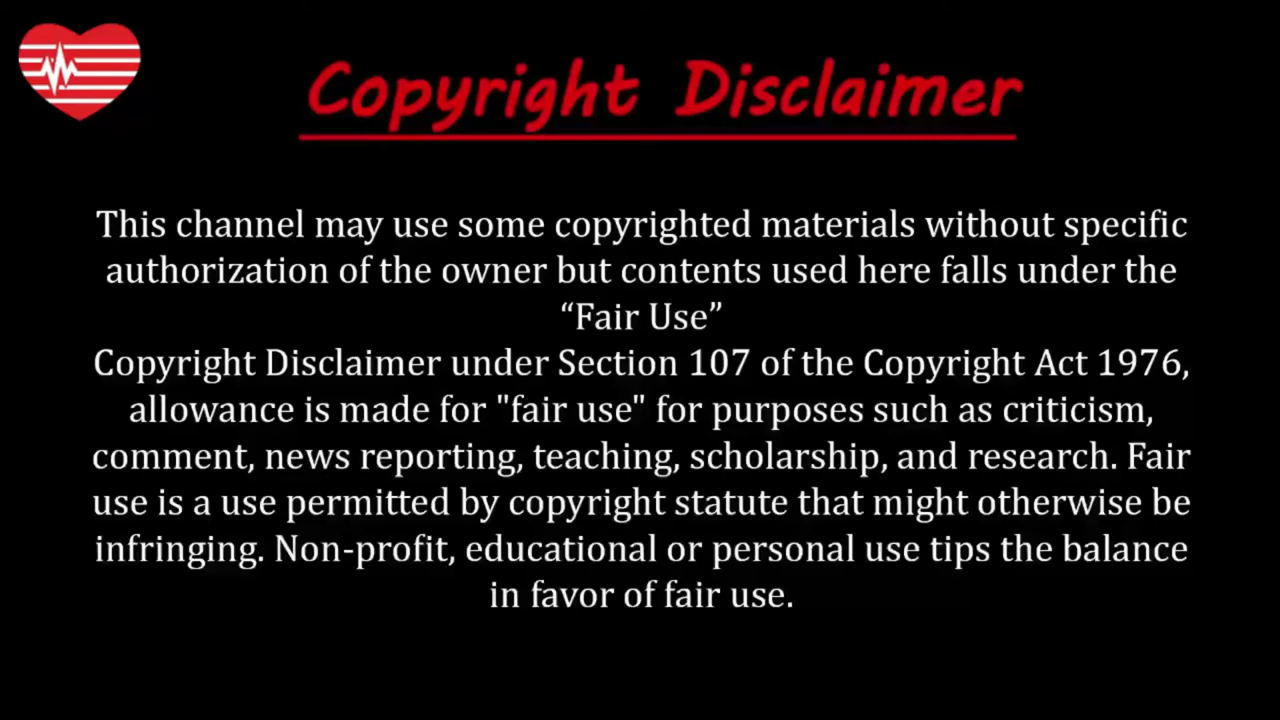 Copyright Disclaimer
This channel may use some copyrighted materials without specific
authorization of the owner but contents used here falls under the
“Fair Use”
Copyright Disclaimer under Section 107 of the Copyright Act 1976,
allowance is made for "fair use" for purposes such as criticism,
comment, news reporting, teaching, scholarship, and research. Fair
use is a use permitted by copyright statute that might otherwise be
infringing. Non-profit, educational or personal use tips the balance
in favor of fair use.